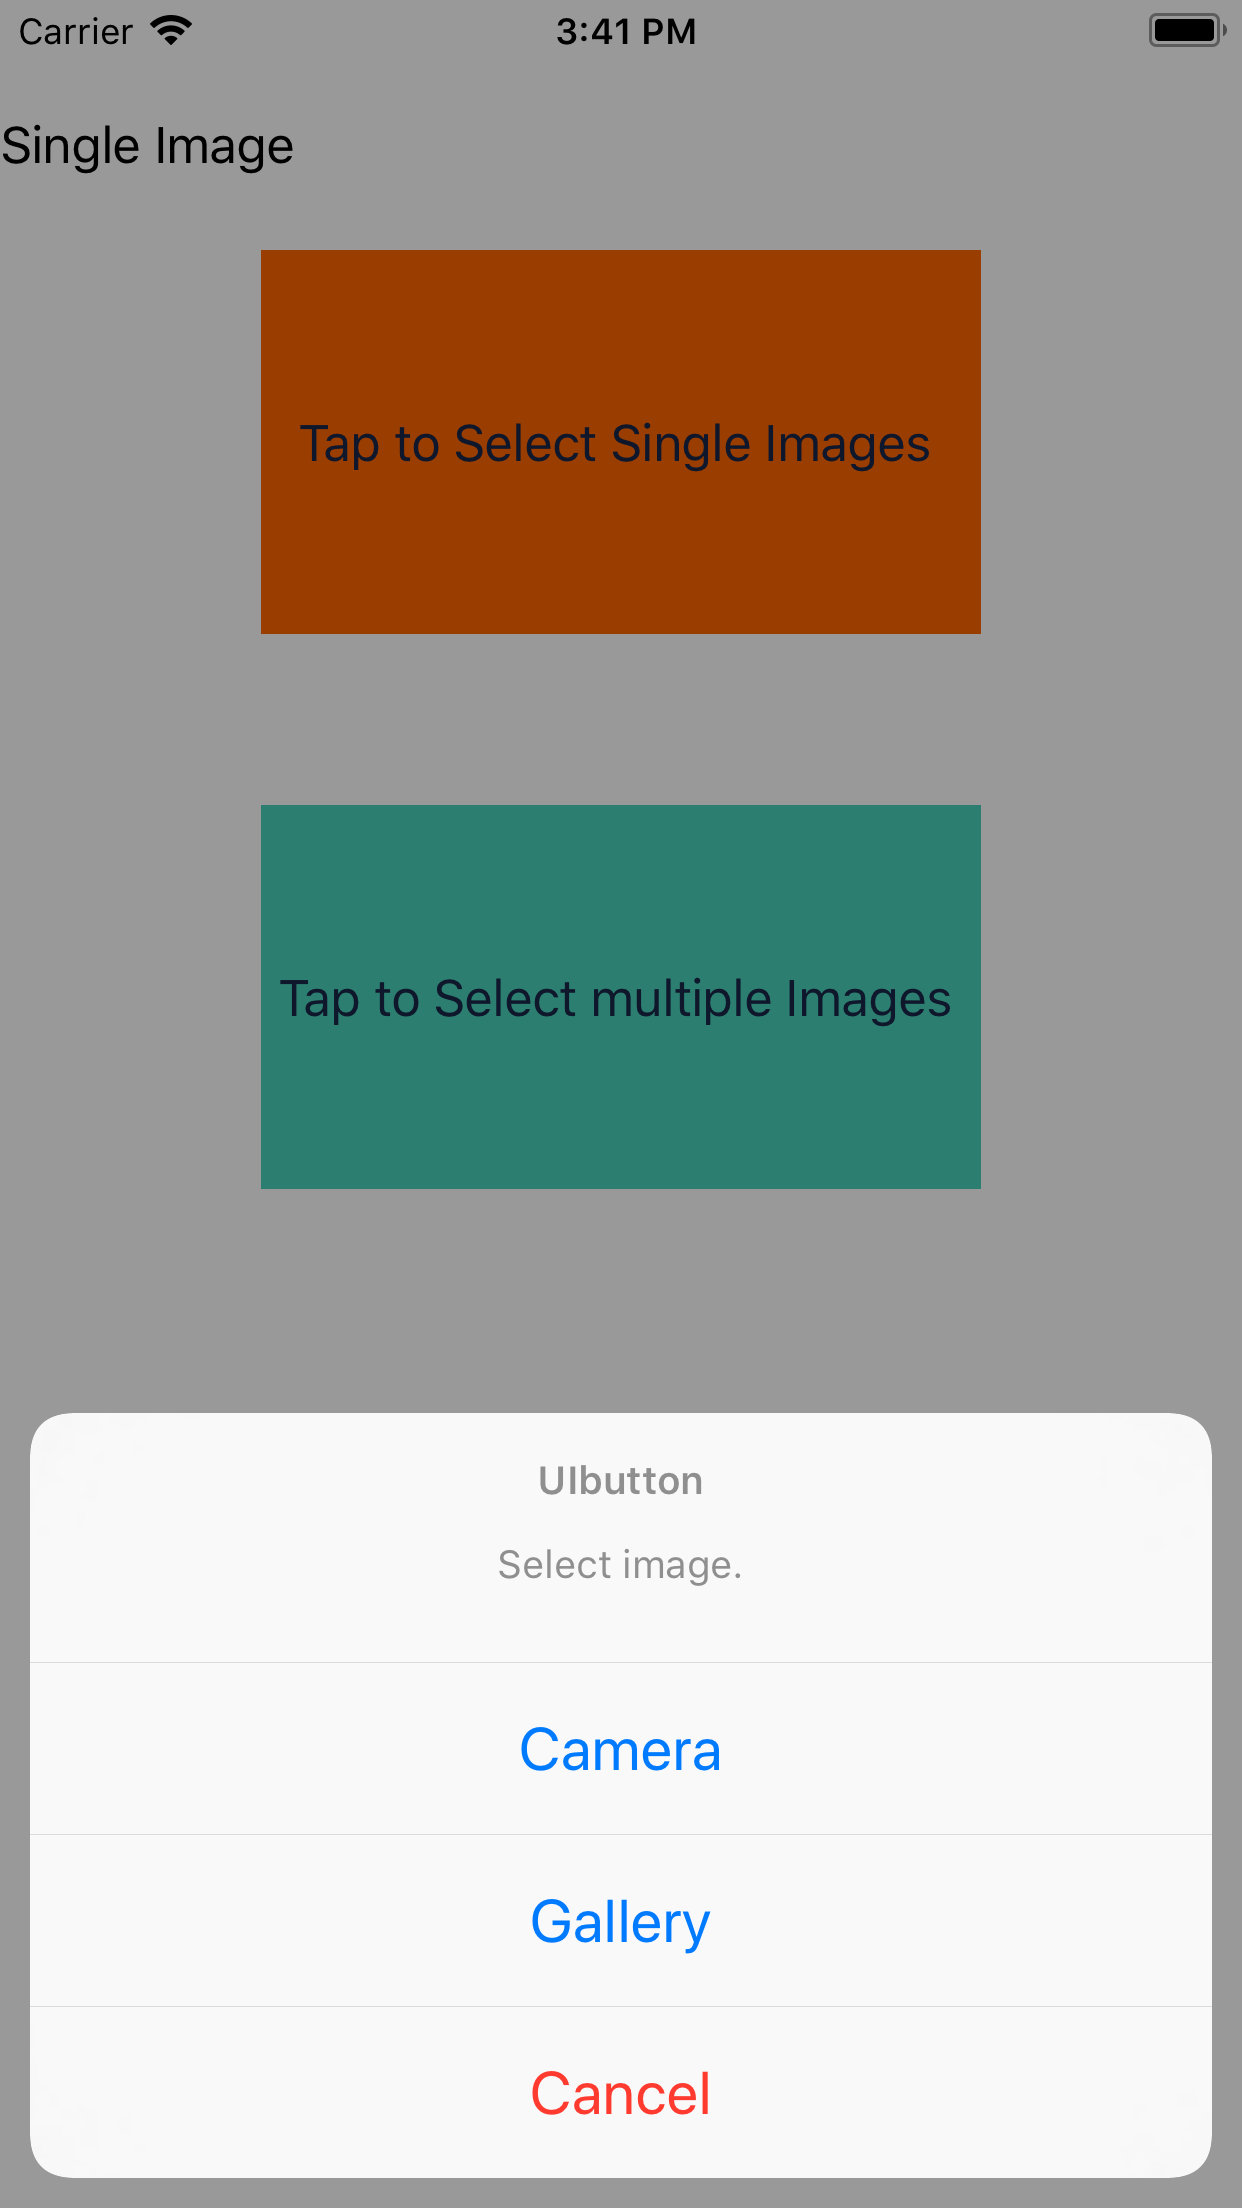 Carrier 3:41 PM
Single Image
Tap to Select Single Images
Tap to Select multiple Images
UIbutton
Select image.
Camera
Gallery
Cancel